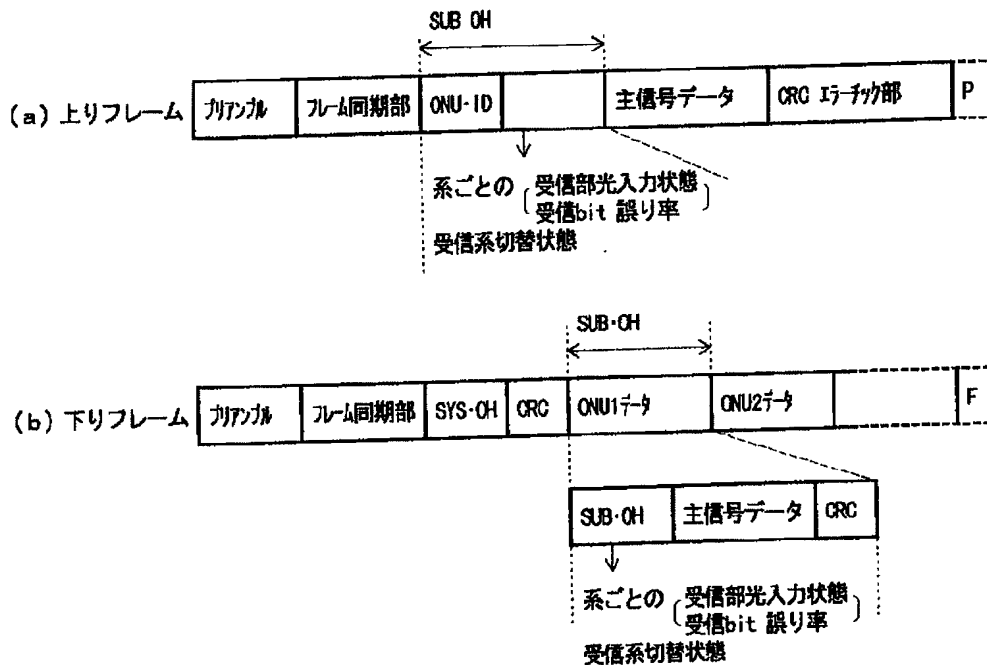 SUB OH
(a) 上りフレーム プリアンブル フレーム同期部 ONU・ID 主信号データ CRC エラーチック部 P
系ごとの 受信部光入力状態
受信bit 誤り率
受信系切替状態
SUB・OH
(b) 下りフレーム プリアンブル フレーム同期部 SYS・OH CRC ONU1データ ONU2データ F
SUB・OH 主信号データ CRC
系ごとの 受信部光入力状態
受信bit 誤り率
受信系切替状態